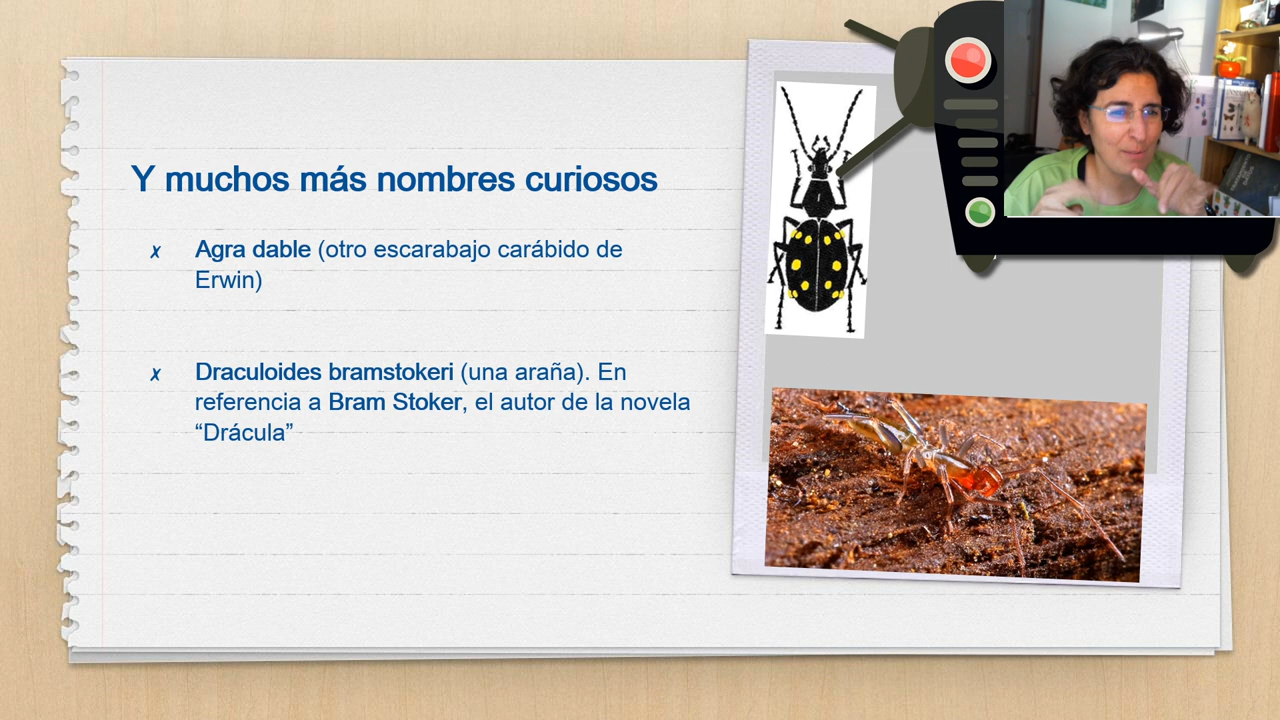 Y muchos más nombres curiosos
✗ Agra dable (otro escarabajo carábido de
Erwin)
✗ Draculoides bramstokeri (una araña). En
referencia a Bram Stoker, el autor de la novela
“Drácula”